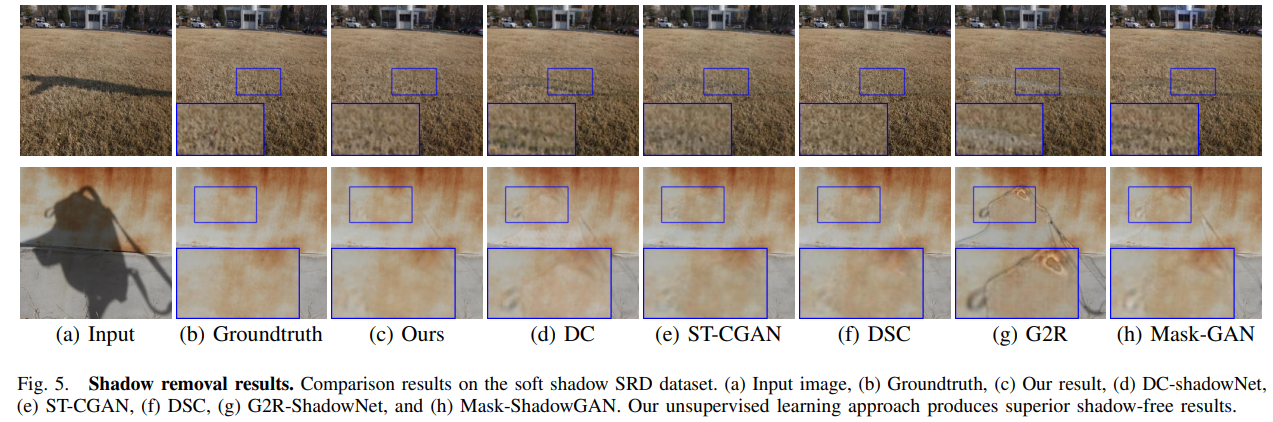 (a) Input (b) Groundtruth (c) Ours (d) DC (e) ST-CGAN (f) DSC (g) G2R (h) Mask-GAN
Fig. 5. Shadow removal results. Comparison results on the soft shadow SRD dataset. (a) Input image, (b) Groundtruth, (c) Our result, (d) DC-shadowNet,
(e) ST-CGAN, (f) DSC, (g) G2R-ShadowNet, and (h) Mask-ShadowGAN. Our unsupervised learning approach produces superior shadow-free results.